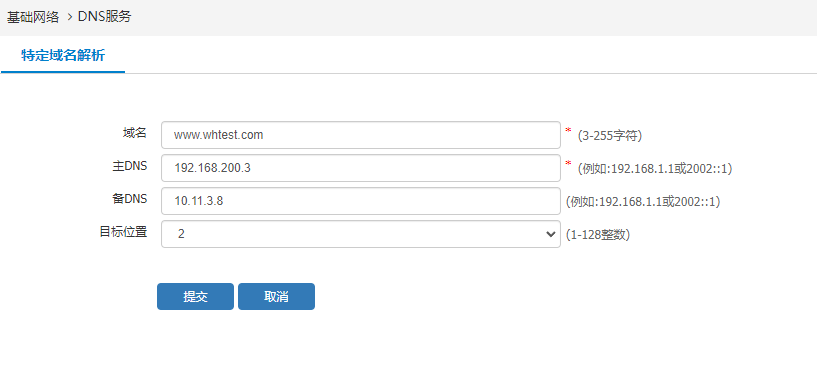 基础网络 > DNS服务
特定域名解析
域名 www.whtest.com * (3-255字符)
主DNS 192.168.200.3 * (例如:192.168.1.1或2002::1)
备DNS 10.11.3.8 (例如:192.168.1.1或2002::1)
目标位置 2 (1-128整数)
提交 取消